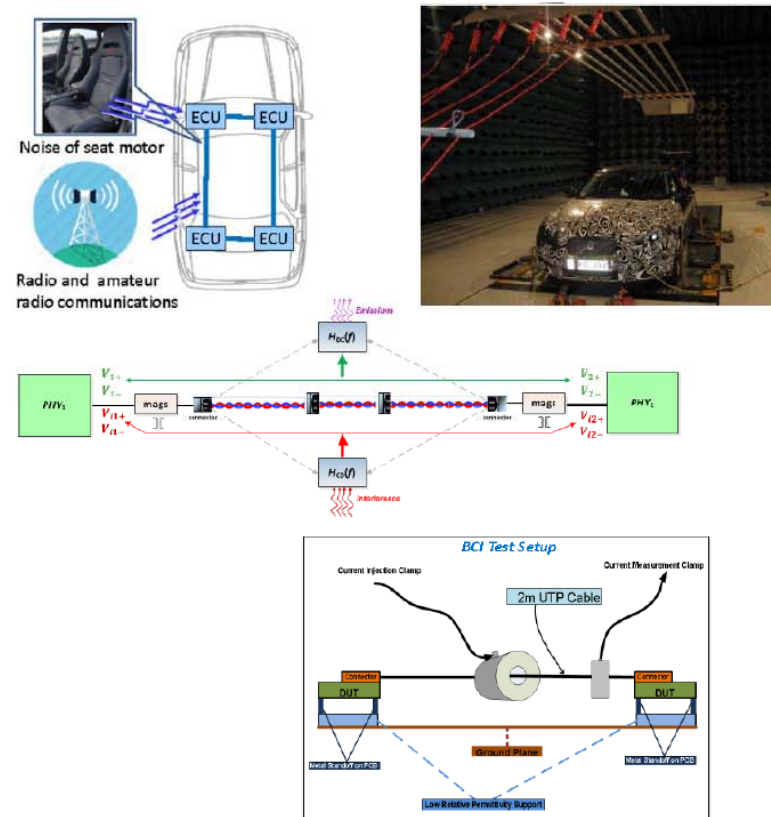 ECU
ECU
Noise of seat motor
ECU
ECU
Radio and amateur
radio communications
Emissions
H_DC(f)
V1+
V1−
Vi1+
Vi1−
PHY1
mags
connector
connector
mags
V2+
V2−
Vi2+
Vi2−
H_CD(f)
Interference
BCI Test Setup
Current Injection Clamp
Current Measurement Clamp
2m UTP Cable
Connector
Connector
DUT
DUT
Ground Plane
Metal Standoff on PCB
Metal Standoff on PCB
Low Relative Permittivity Support